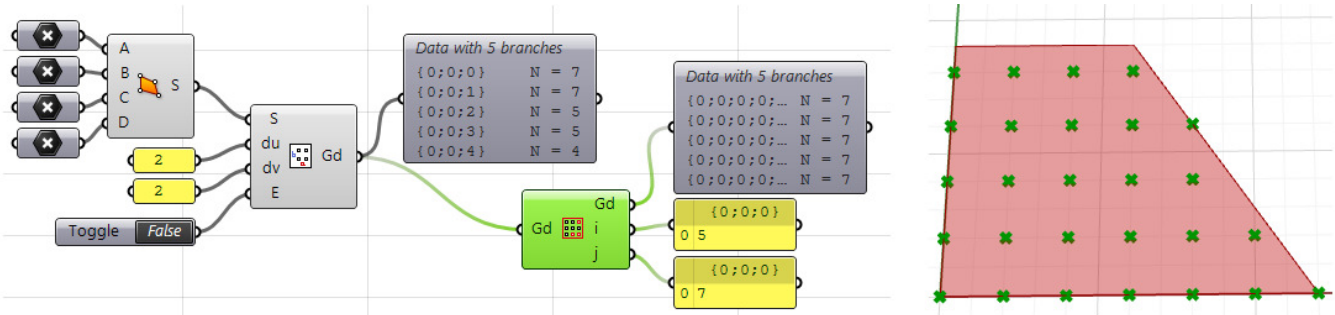 A
B
C
D
S
2
2
Toggle False
S
du
dv
E
Gd
Data with 5 branches
{0;0;0} N = 7
{0;0;1} N = 7
{0;0;2} N = 5
{0;0;3} N = 5
{0;0;4} N = 4
Gd
Gd
i
j
Data with 5 branches
{0;0;0;0;... N = 7
{0;0;0;0;... N = 7
{0;0;0;0;... N = 7
{0;0;0;0;... N = 7
{0;0;0;0;... N = 7
{0;0;0}
0 5
{0;0;0}
0 7